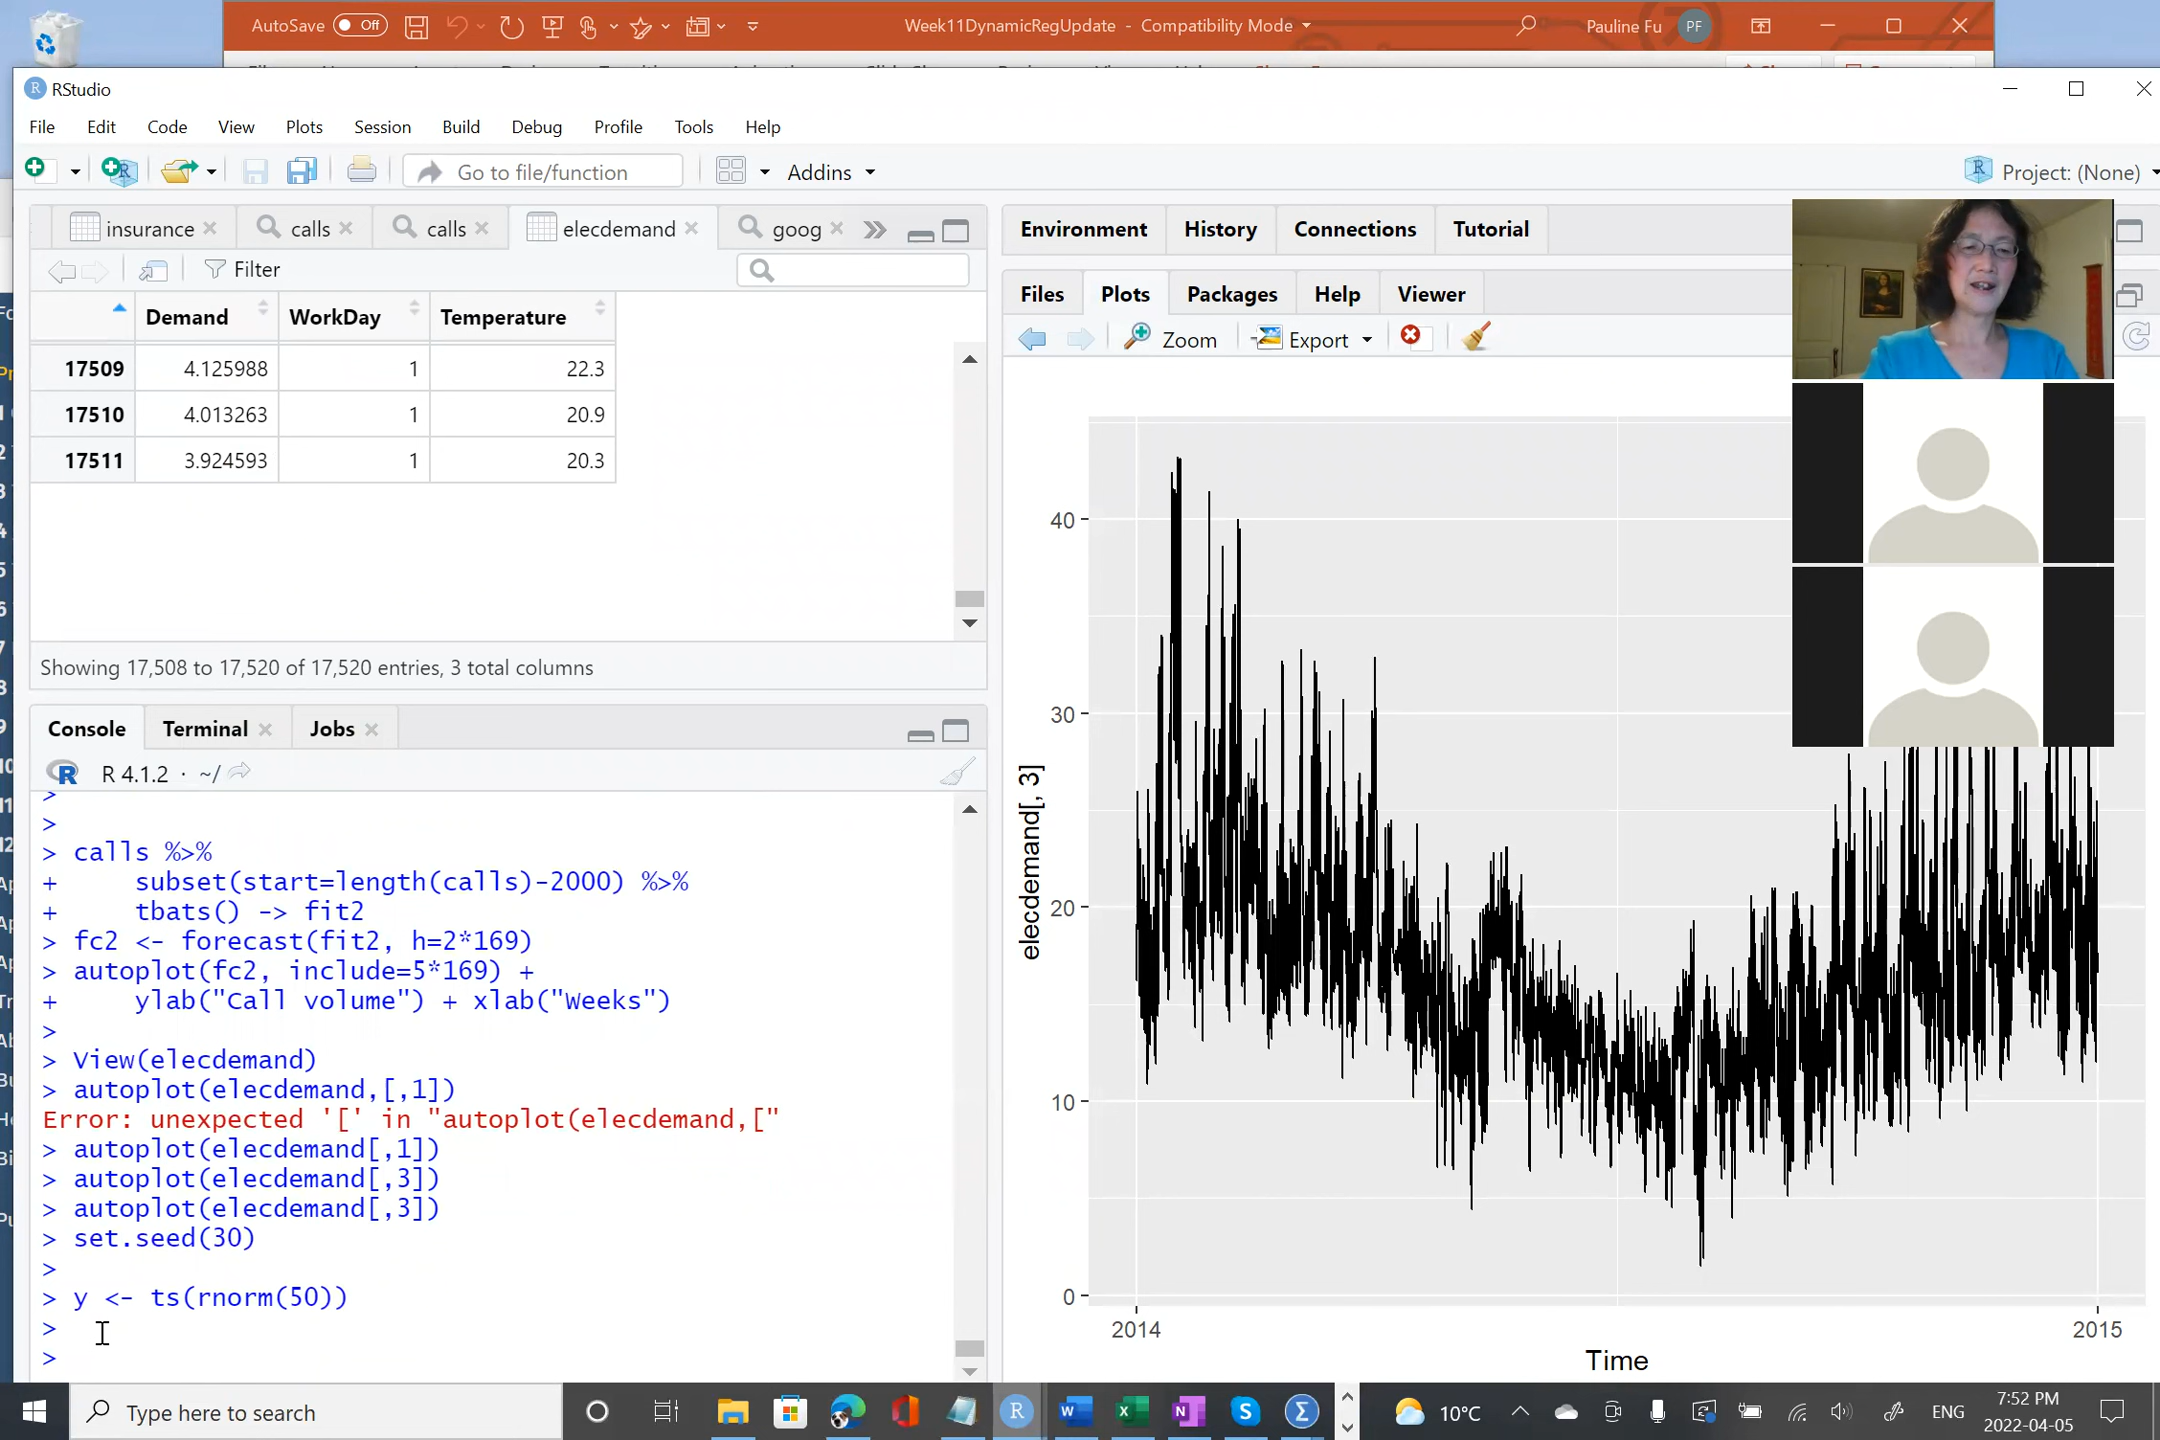 AutoSave Off
Week11DynamicRegUpdate - Compatibility Mode
Pauline Fu PF
RStudio
File Edit Code View Plots Session Build Debug Profile Tools Help
Go to file/function Addins Project: (None)
insurance calls calls elecdemand goog
Filter
Demand WorkDay Temperature
17509 4.125988 1 22.3
17510 4.013263 1 20.9
17511 3.924593 1 20.3
Showing 17,508 to 17,520 of 17,520 entries, 3 total columns
Console Terminal Jobs
R 4.1.2 · ~/
>
>
> calls %>%
+ subset(start=length(calls)-2000) %>%
+ tbats() -> fit2
> fc2 <- forecast(fit2, h=2*169)
> autoplot(fc2, include=5*169) +
+ ylab("Call volume") + xlab("Weeks")
>
> View(elecdemand)
> autoplot(elecdemand,[,1])
Error: unexpected '[' in "autoplot(elecdemand,["
> autoplot(elecdemand[,1])
> autoplot(elecdemand[,3])
> autoplot(elecdemand[,3])
> set.seed(30)
>
> y <- ts(rnorm(50))
>
>
Environment History Connections Tutorial
Files Plots Packages Help Viewer
Zoom Export
elecdemand[, 3]
40
30
20
10
0
2014 2015
Time
Type here to search
10°C
ENG
7:52 PM
2022-04-05